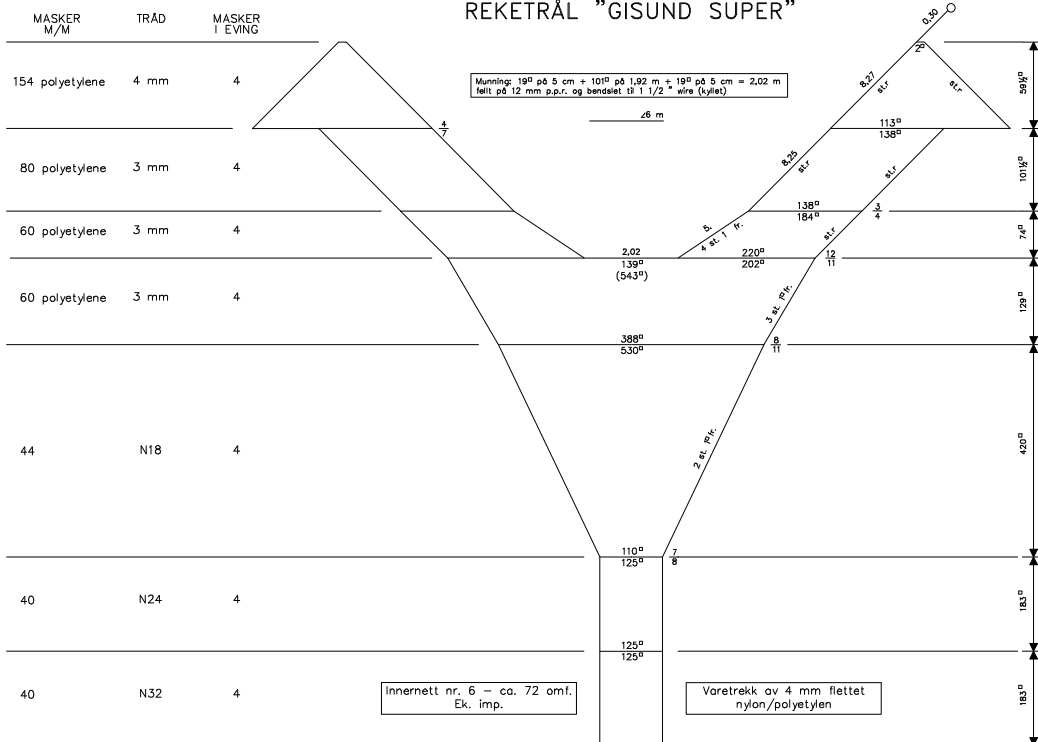 REKETRÅL "GISUND SUPER"
MASKER M/M
TRÅD
MASKER I EVING
0,30
2¤
154 polyetylene 4 mm 4
Munning: 19¤ på 5 cm + 101¤ på 1,92 m + 19¤ på 5 cm = 2,02 m
fellt på 12 mm p.p.r. og bendslet til 1 1/2 " wire (kyllet)
26 m
8,27
st.r
st.r
59½¤
4
7
113¤
138¤
80 polyetylene 3 mm 4
8,25
st.r
st.r
101½¤
138¤
184¤
3
4
60 polyetylene 3 mm 4
5,
4 st. 1 fr.
st.r
74¤
2,02
139¤
(543¤)
220¤
202¤
12
11
60 polyetylene 3 mm 4
3 st. 1¤fr.
129¤
388¤
530¤
8
11
44 N18 4
2 st. 1¤fr.
420¤
110¤
125¤
7
8
40 N24 4
183¤
125¤
125¤
40 N32 4
Innernett nr. 6 – ca. 72 omf.
Ek. imp.
Varetrekk av 4 mm flettet
nylon/polyetylen
183¤